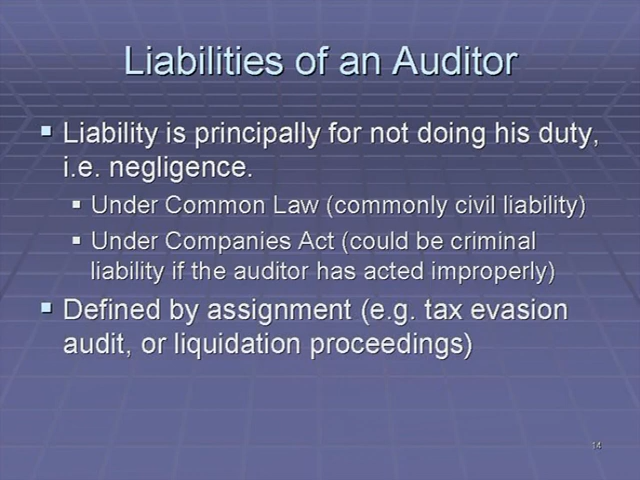 Liabilities of an Auditor
Liability is principally for not doing his duty,
i.e. negligence.
Under Common Law (commonly civil liability)
Under Companies Act (could be criminal
liability if the auditor has acted improperly)
Defined by assignment (e.g. tax evasion
audit, or liquidation proceedings)
14